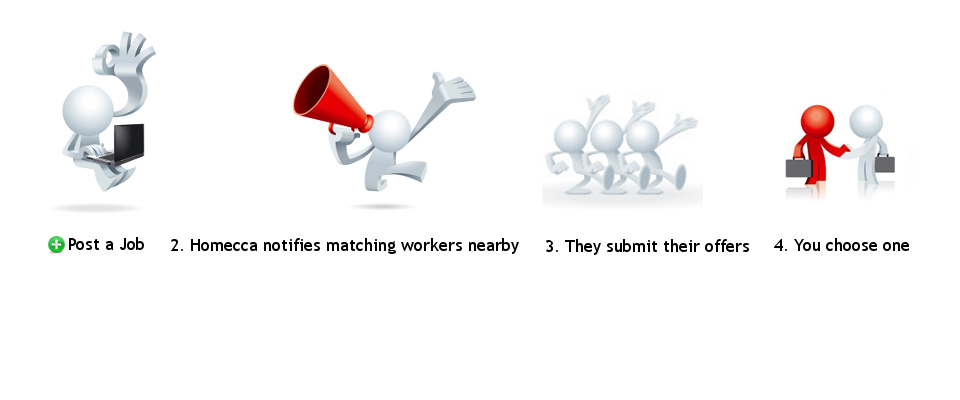 Post a Job
2. Homecca notifies matching workers nearby
3. They submit their offers
4. You choose one